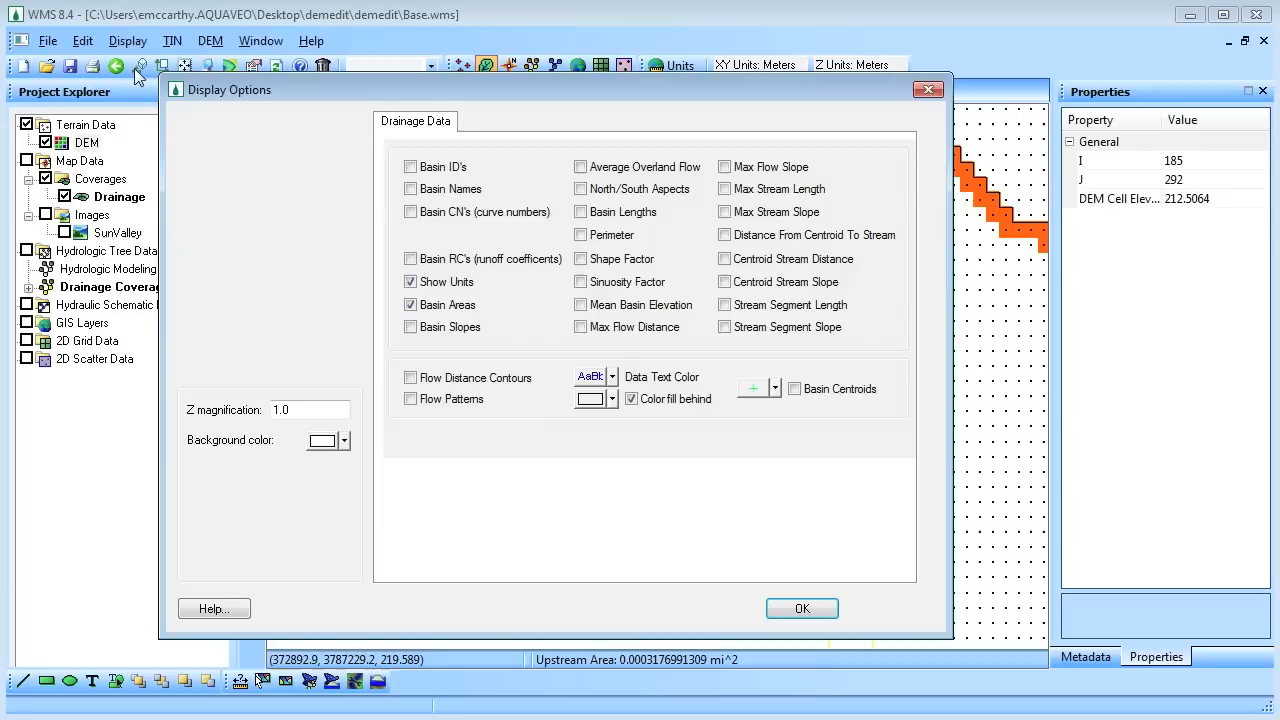 WMS 8.4 - [C:\Users\emccarthy.AQUAVEO\Desktop\demedit\demedit\Base.wms]
File Edit Display TIN DEM Window Help
Units XY Units: Meters Z Units: Meters
Project Explorer
Terrain Data
DEM
Map Data
Coverages
Drainage
Images
SunValley
Hydrologic Tree Data
Hydrologic Modeling
Drainage Covera
Hydraulic Schematic
GIS Layers
2D Grid Data
2D Scatter Data
Display Options
Drainage Data
Basin ID's Average Overland Flow Max Flow Slope
Basin Names North/South Aspects Max Stream Length
Basin CN's (curve numbers) Basin Lengths Max Stream Slope
Perimeter Distance From Centroid To Stream
Basin RC's (runoff coefficents) Shape Factor Centroid Stream Distance
Show Units Sinuosity Factor Centroid Stream Slope
Basin Areas Mean Basin Elevation Stream Segment Length
Basin Slopes Max Flow Distance Stream Segment Slope
Flow Distance Contours AaBb Data Text Color
Flow Patterns Color fill behind Basin Centroids
Z magnification: 1.0
Background color:
Help... OK
Properties
Property Value
General
I 185
J 292
DEM Cell Elev... 212.5064
Metadata Properties
(372892.9, 3787229.2, 219.589) Upstream Area: 0.0003176991309 mi^2